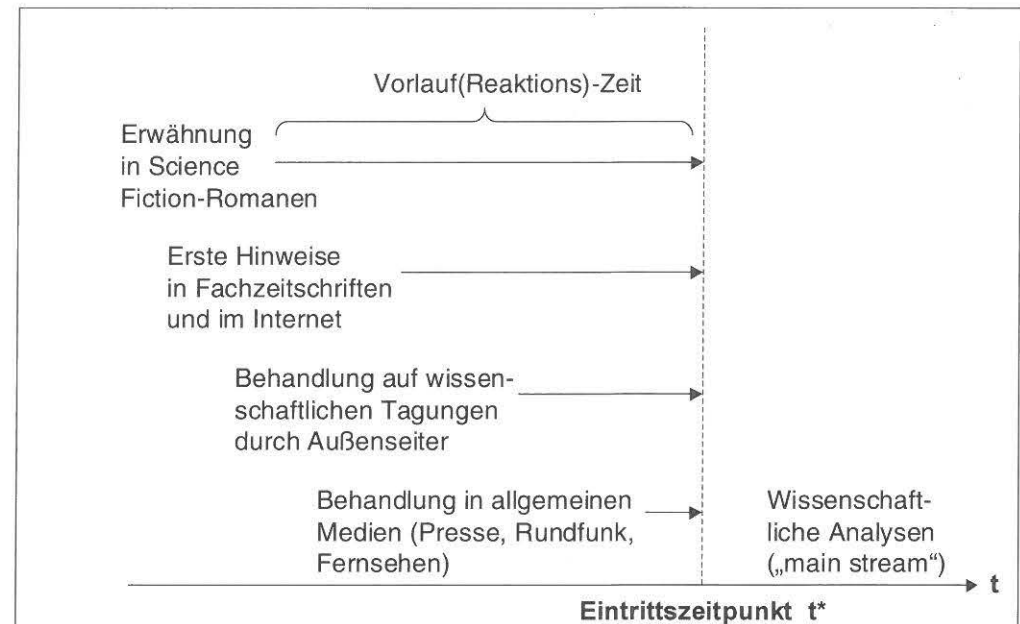 Vorlauf(Reaktions)-Zeit
Erwähnung
in Science
Fiction-Romanen
Erste Hinweise
in Fachzeitschriften
und im Internet
Behandlung auf wissen-
schaftlichen Tagungen
durch Außenseiter
Behandlung in allgemeinen
Medien (Presse, Rundfunk,
Fernsehen)
Wissenschaft-
liche Analysen
(„main stream“)
t
Eintrittszeitpunkt t*